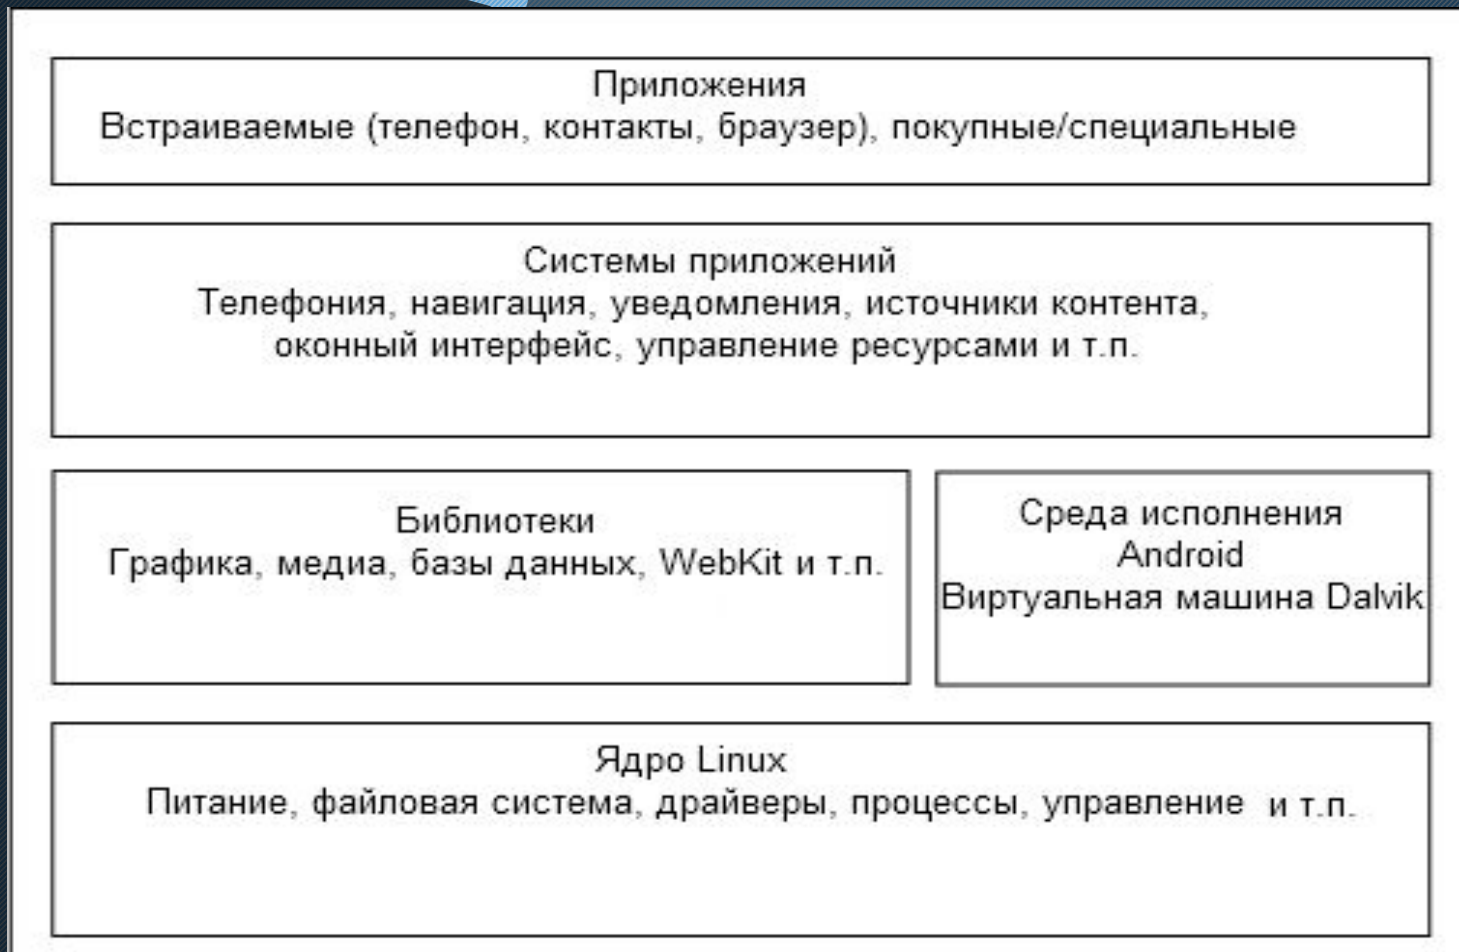 Приложения
Встраиваемые (телефон, контакты, браузер), покупные/специальные
Системы приложений
Телефония, навигация, уведомления, источники контента,
оконный интерфейс, управление ресурсами и т.п.
Библиотеки
Графика, медиа, базы данных, WebKit и т.п.
Среда исполнения
Android
Виртуальная машина Dalvik
Ядро Linux
Питание, файловая система, драйверы, процессы, управление и т.п.